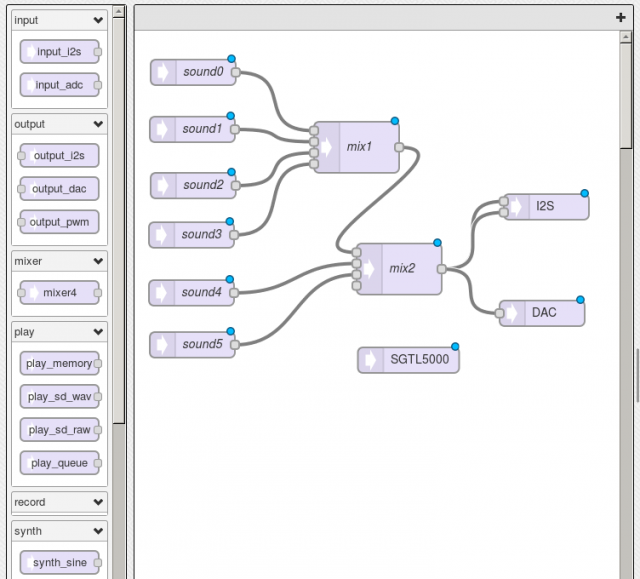 input
input_i2s
input_adc
output
output_i2s
output_dac
output_pwm
mixer
mixer4
play
play_memory
play_sd_wav
play_sd_raw
play_queue
record
synth
synth_sine
+
sound0
sound1
sound2
sound3
sound4
sound5
mix1
mix2
I2S
DAC
SGTL5000